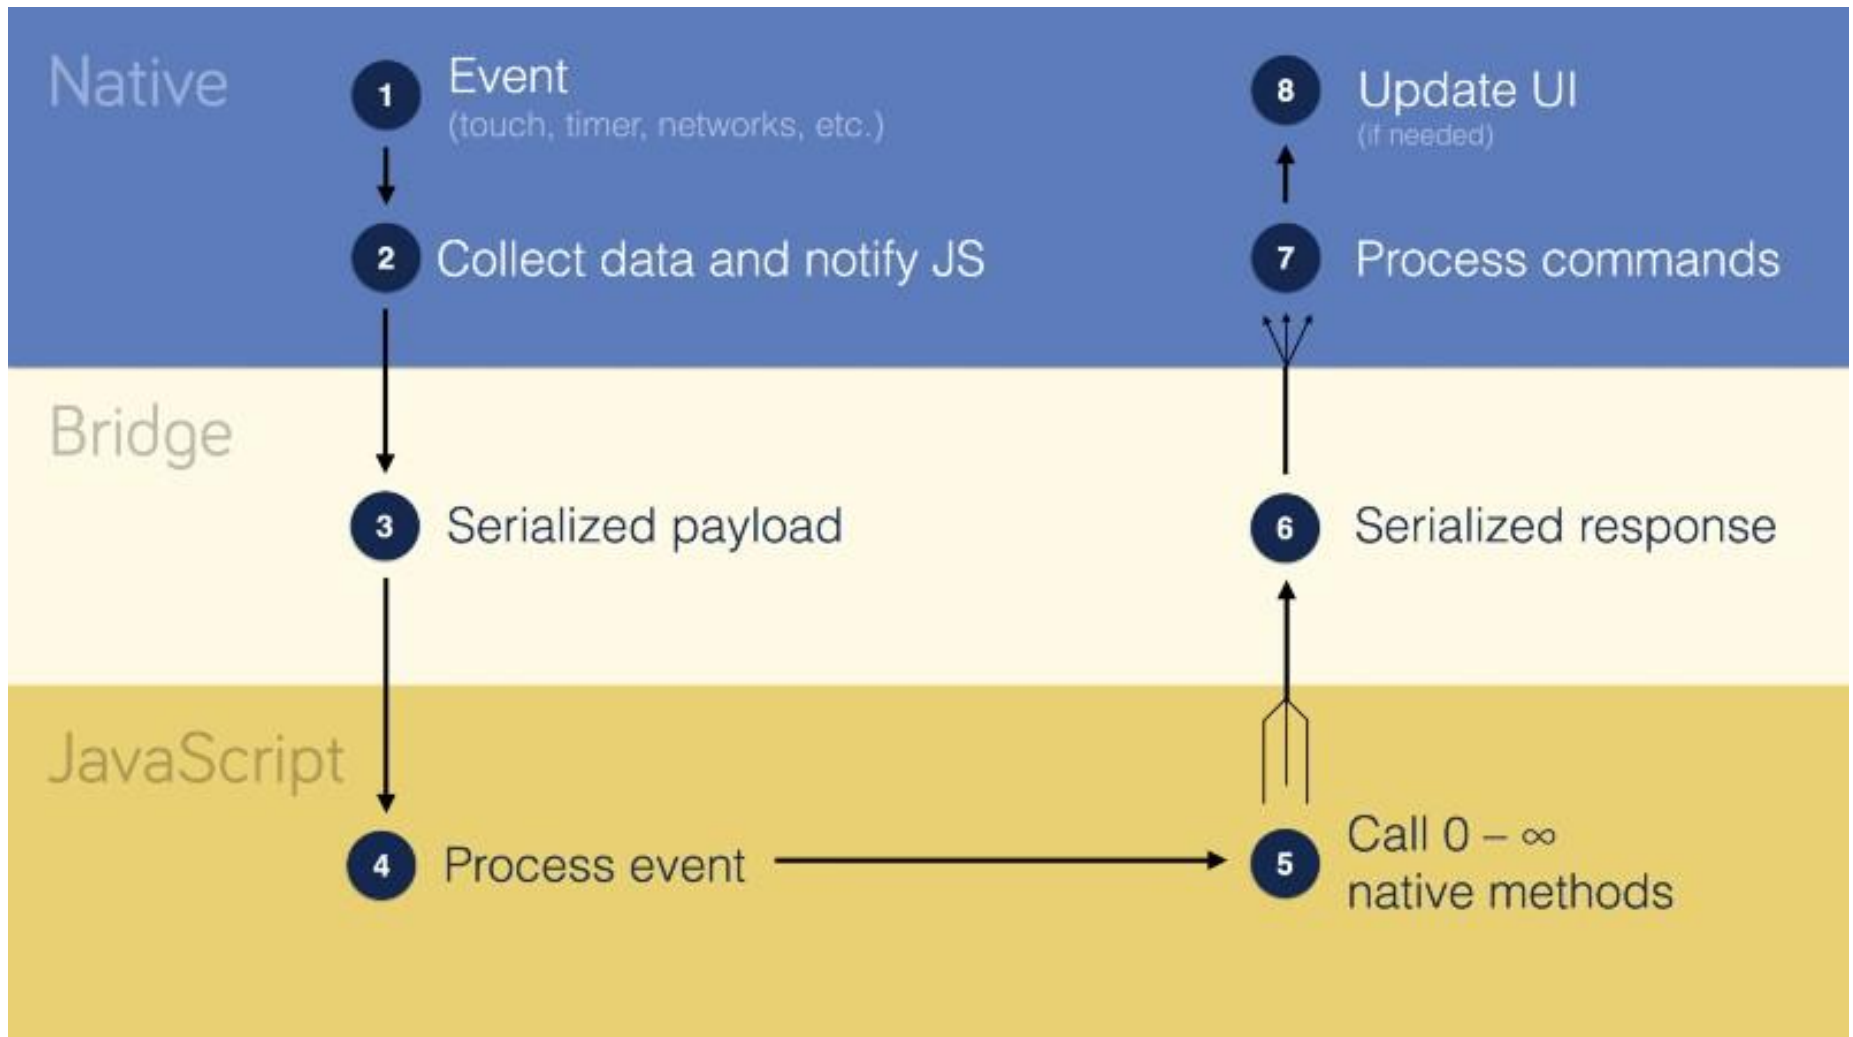 Native
1
Event
(touch, timer, networks, etc.)
2
Collect data and notify JS
8
Update UI
(if needed)
7
Process commands
Bridge
3
Serialized payload
6
Serialized response
JavaScript
4
Process event
5
Call 0 – ∞
native methods